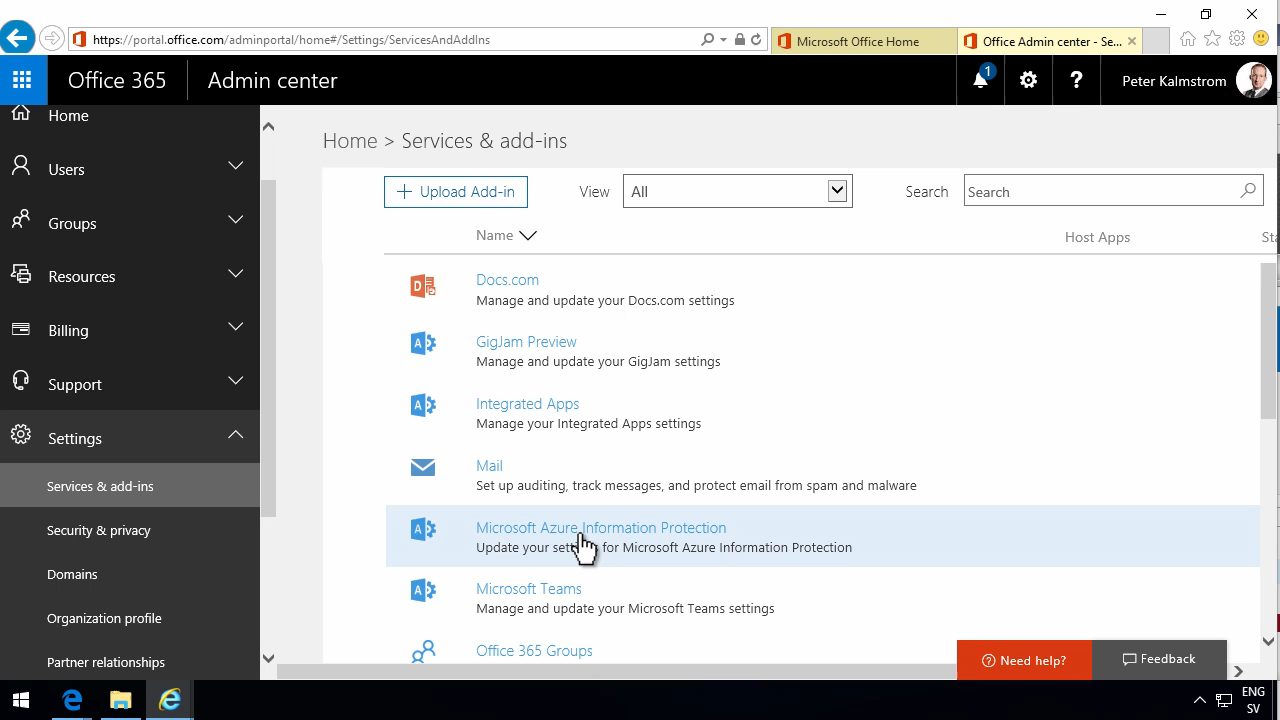 https://portal.office.com/adminportal/home#/Settings/ServicesAndAddIns
Microsoft Office Home
Office Admin center - Se...
Office 365
Admin center
1
?
Peter Kalmstrom
Home
Users
Groups
Resources
Billing
Support
Settings
Services & add-ins
Security & privacy
Domains
Organization profile
Partner relationships
Home > Services & add-ins
+ Upload Add-in
View
All
Search
Search
Name
Host Apps
Sta
Docs.com
Manage and update your Docs.com settings
GigJam Preview
Manage and update your GigJam settings
Integrated Apps
Manage your Integrated Apps settings
Mail
Set up auditing, track messages, and protect email from spam and malware
Microsoft Azure Information Protection
Update your settings for Microsoft Azure Information Protection
Microsoft Teams
Manage and update your Microsoft Teams settings
Office 365 Groups
Need help?
Feedback
ENG
SV